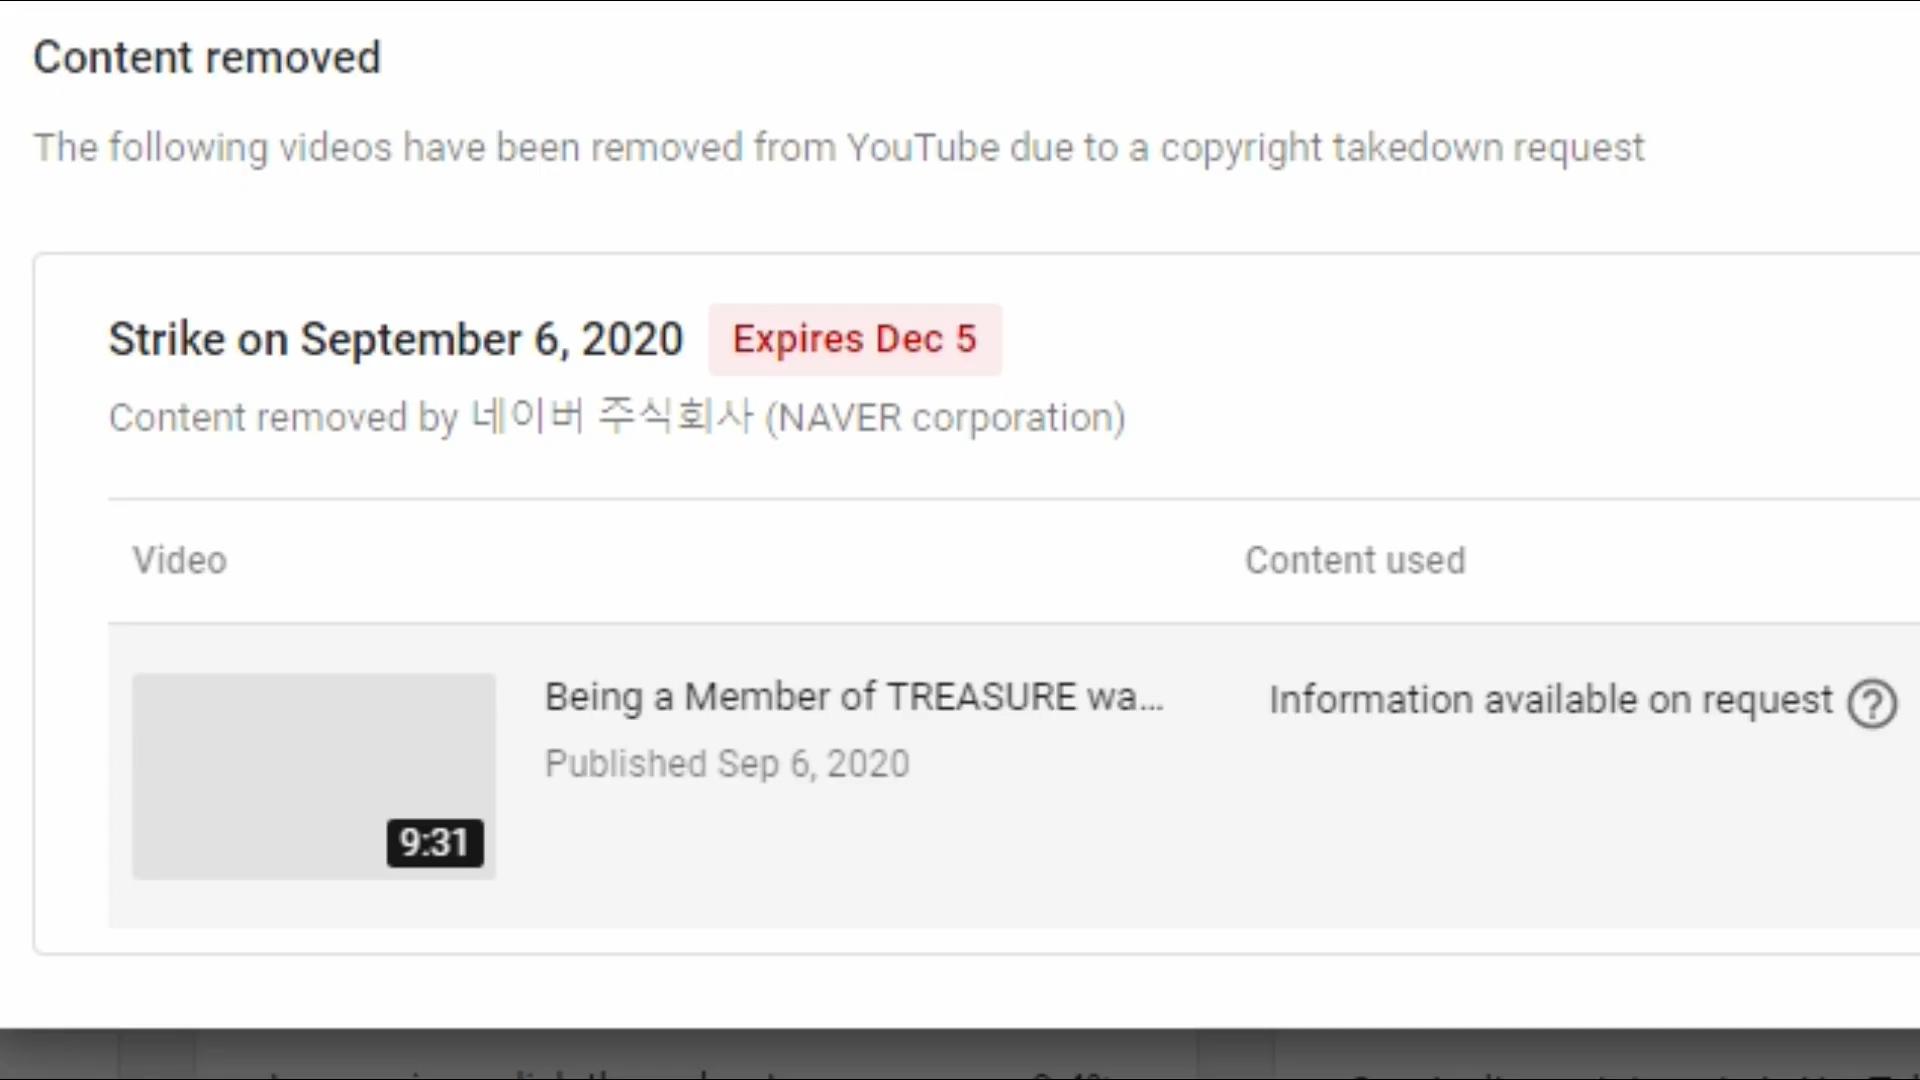 Content removed
The following videos have been removed from YouTube due to a copyright takedown request
Strike on September 6, 2020 Expires Dec 5
Content removed by 네이버 주식회사 (NAVER corporation)
Video Content used
Being a Member of TREASURE wa... Information available on request
Published Sep 6, 2020
9:31